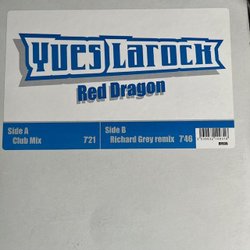 Yves Larock
Red Dragon
Side A
Club Mix 7'21
Side B
Richard Grey remix 7'46